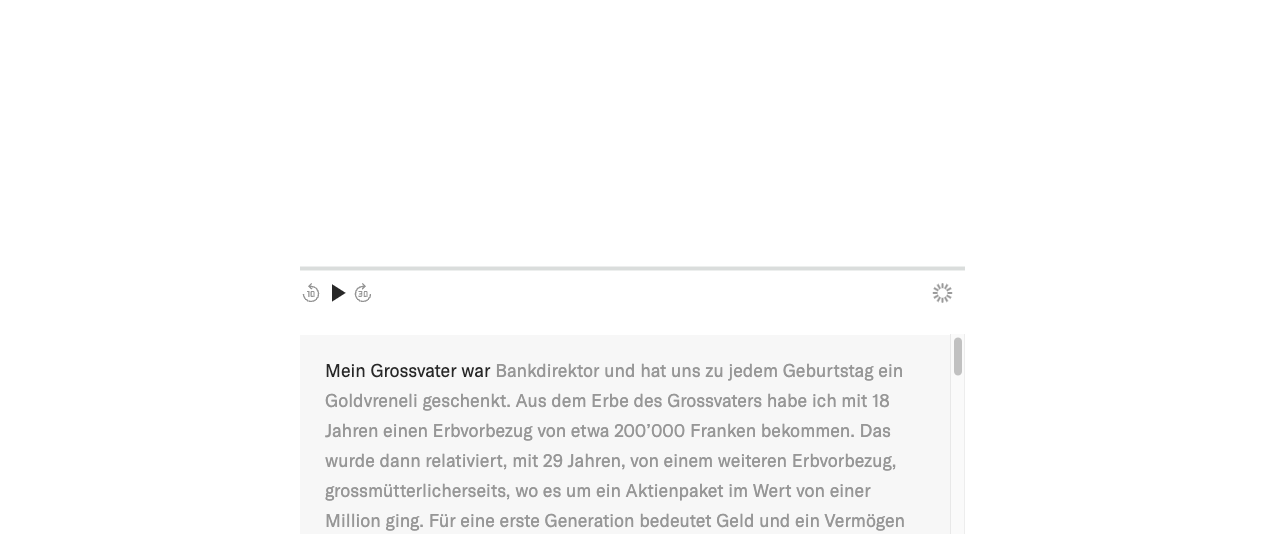 10 30
Mein Grossvater war Bankdirektor und hat uns zu jedem Geburtstag ein
Goldvreneli geschenkt. Aus dem Erbe des Grossvaters habe ich mit 18
Jahren einen Erbvorbezug von etwa 200’000 Franken bekommen. Das
wurde dann relativiert, mit 29 Jahren, von einem weiteren Erbvorbezug,
grossmütterlicherseits, wo es um ein Aktienpaket im Wert von einer
Million ging. Für eine erste Generation bedeutet Geld und ein Vermögen